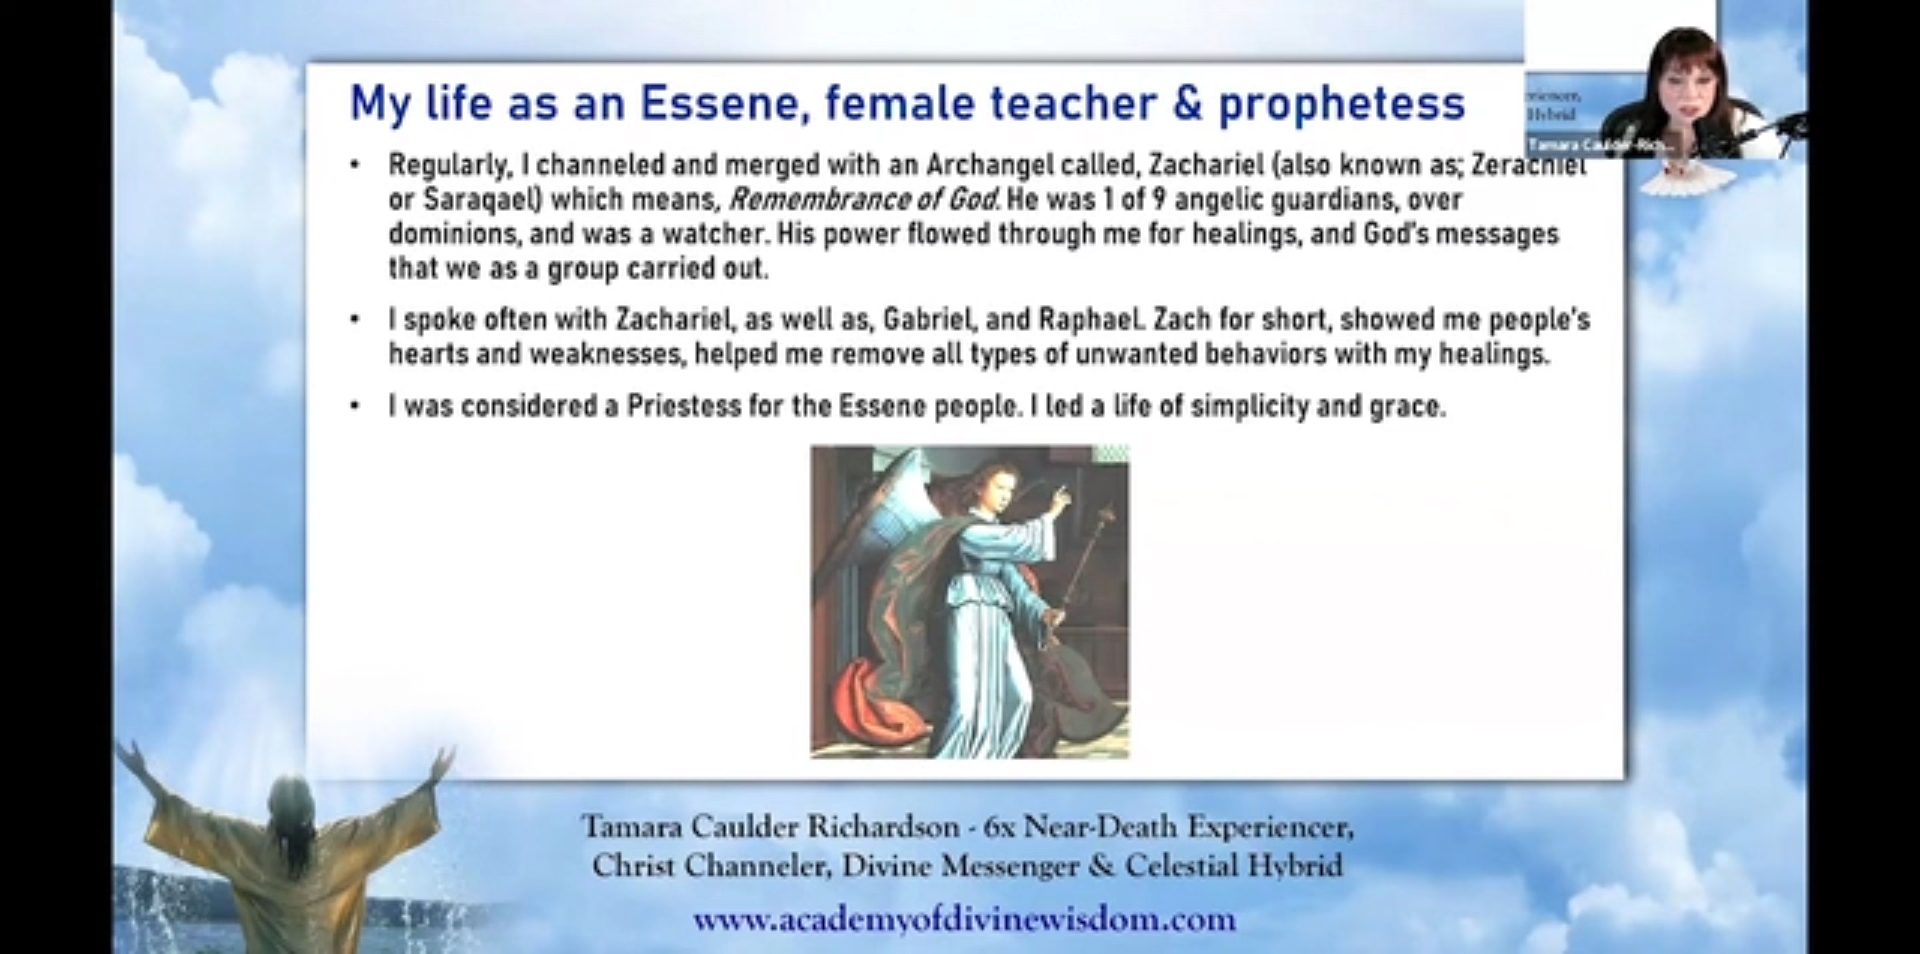 My life as an Essene, female teacher & prophetess
• Regularly, I channeled and merged with an Archangel called, Zachariel (also known as; Zerachiel
or Saraqael) which means, Remembrance of God. He was 1 of 9 angelic guardians, over
dominions, and was a watcher. His power flowed through me for healings, and God's messages
that we as a group carried out.
• I spoke often with Zachariel, as well as, Gabriel, and Raphael. Zach for short, showed me people's
hearts and weaknesses, helped me remove all types of unwanted behaviors with my healings.
• I was considered a Priestess for the Essene people. I led a life of simplicity and grace.
Hybrid
Tamara Caulder-Rich...
Tamara Caulder Richardson - 6x Near-Death Experiencer,
Christ Channeler, Divine Messenger & Celestial Hybrid
www.academyofdivinewisdom.com